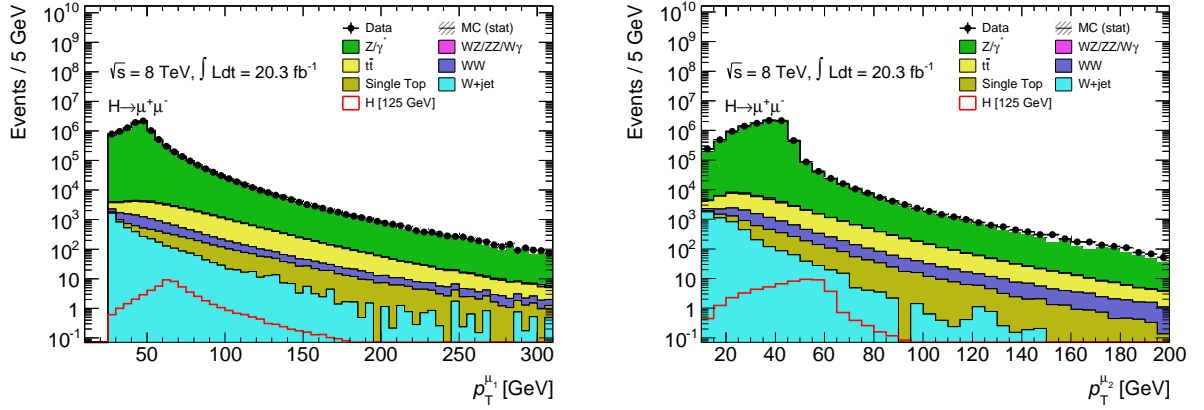 Events / 5 GeV
10^10
10^9
10^8
10^7
10^6
10^5
10^4
10^3
10^2
10
1
10^-1
Data
MC (stat)
Z/γ*
WZ/ZZ/Wγ
tt̄
WW
Single Top
W+jet
H [125 GeV]
√s = 8 TeV, ∫ Ldt = 20.3 fb^-1
H→μ^+μ^-
50 100 150 200 250 300
p_T^μ1 [GeV]
Events / 5 GeV
10^10
10^9
10^8
10^7
10^6
10^5
10^4
10^3
10^2
10
1
10^-1
Data
MC (stat)
Z/γ*
WZ/ZZ/Wγ
tt̄
WW
Single Top
W+jet
H [125 GeV]
√s = 8 TeV, ∫ Ldt = 20.3 fb^-1
H→μ^+μ^-
20 40 60 80 100 120 140 160 180 200
p_T^μ2 [GeV]